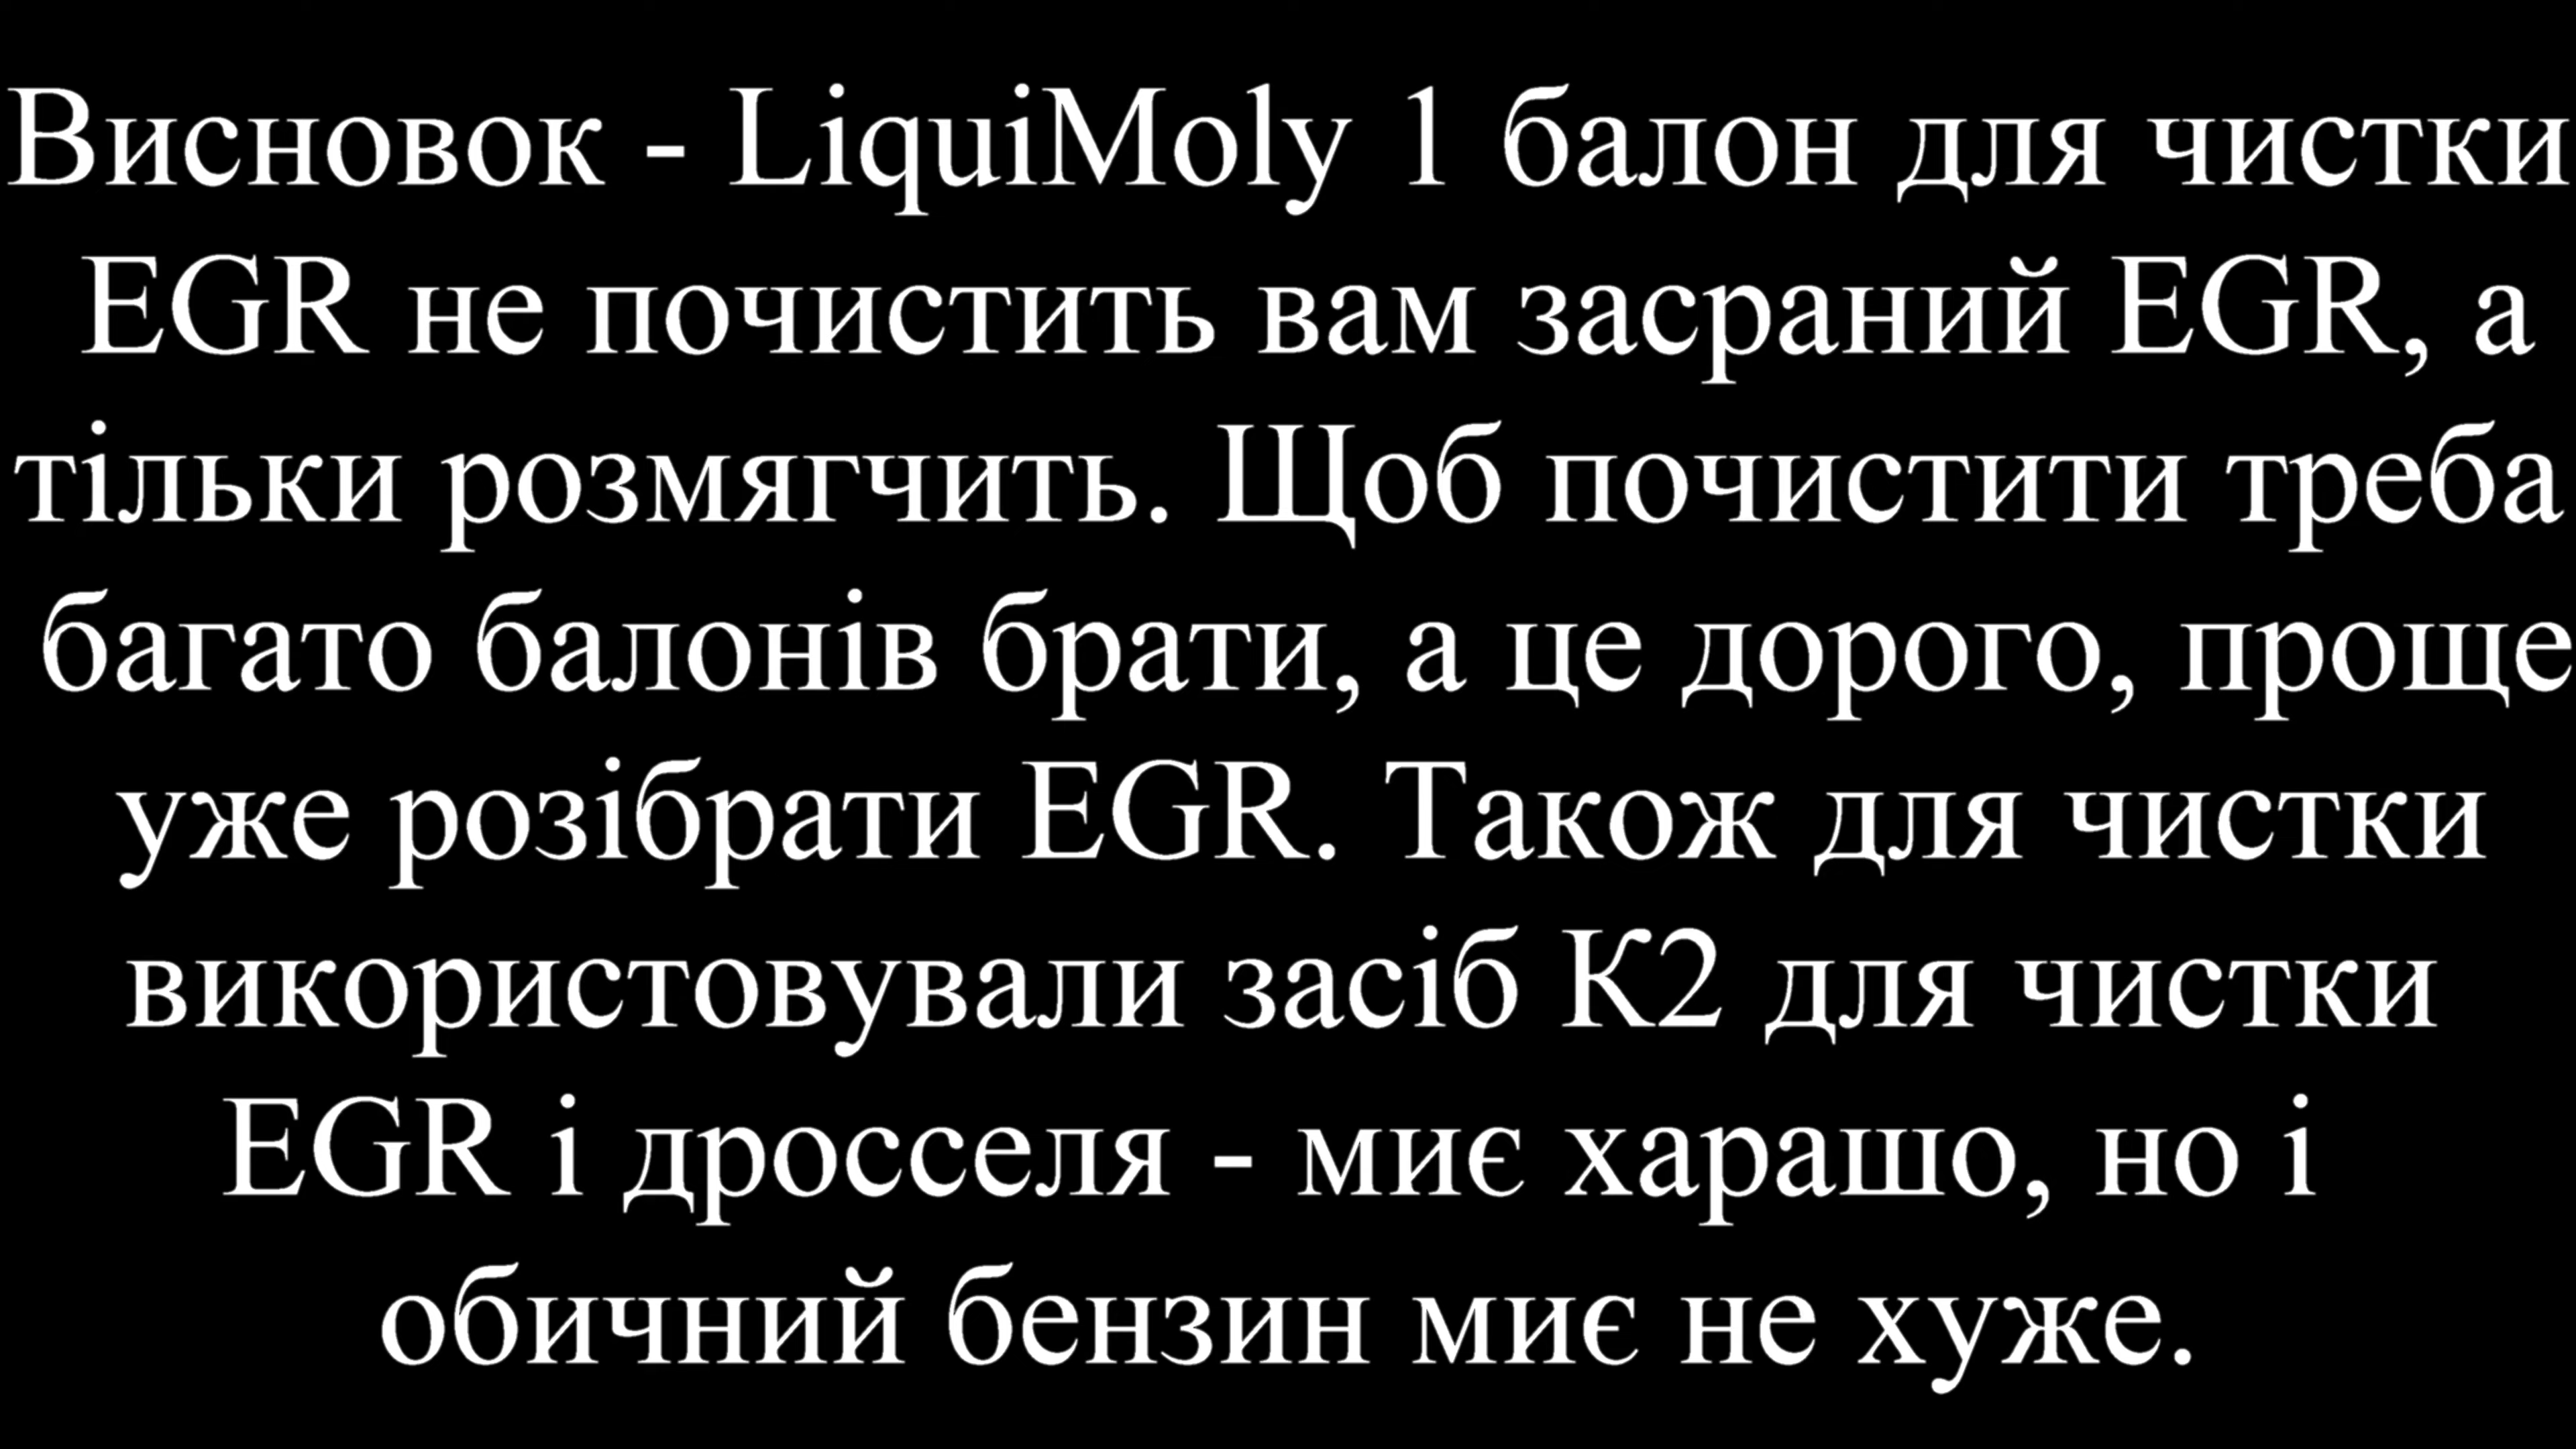 Висновок - LiquiMoly 1 балон для чистки
EGR не почистить вам засраний EGR, а
тільки розмягчить. Щоб почистити треба
багато балонів брати, а це дорого, проще
уже розібрати EGR. Також для чистки
використовували засіб К2 для чистки
EGR і дросселя - миє харашо, но і
обичний бензин миє не хуже.